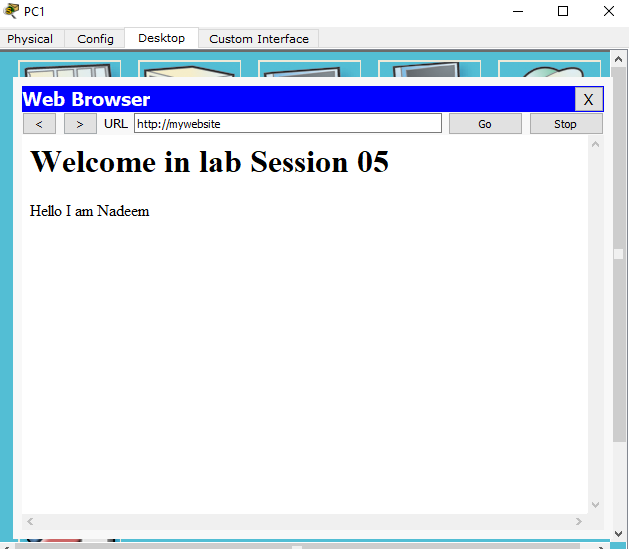 PC1
Physical Config Desktop Custom Interface
Web Browser X
< > URL http://mywebsite Go Stop
Welcome in lab Session 05
Hello I am Nadeem